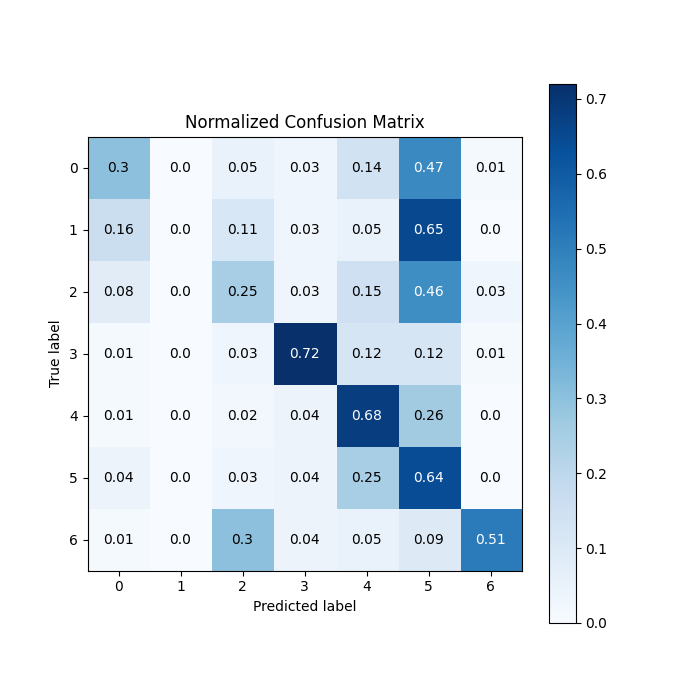 Normalized Confusion Matrix
0 0.3 0.0 0.05 0.03 0.14 0.47 0.01
1 0.16 0.0 0.11 0.03 0.05 0.65 0.0
2 0.08 0.0 0.25 0.03 0.15 0.46 0.03
3 0.01 0.0 0.03 0.72 0.12 0.12 0.01
4 0.01 0.0 0.02 0.04 0.68 0.26 0.0
5 0.04 0.0 0.03 0.04 0.25 0.64 0.0
6 0.01 0.0 0.3 0.04 0.05 0.09 0.51
0 1 2 3 4 5 6
True label
Predicted label
0.7
0.6
0.5
0.4
0.3
0.2
0.1
0.0